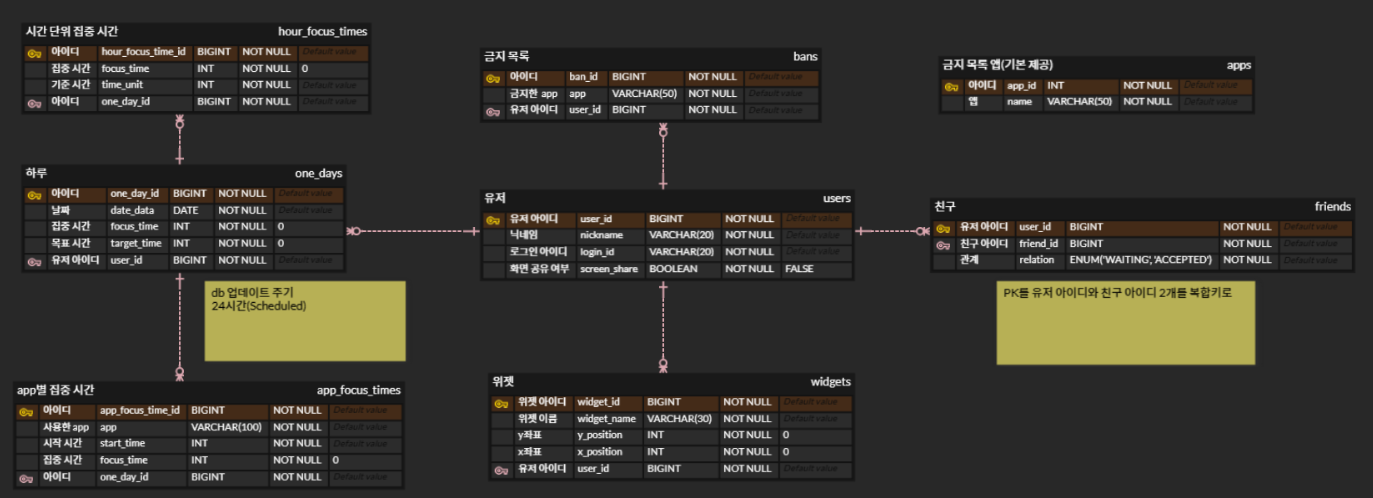 시간 단위 집중 시간 hour_focus_times
아이디 hour_focus_time_id BIGINT NOT NULL Default value
집중 시간 focus_time INT NOT NULL 0
기준 시간 time_unit INT NOT NULL Default value
아이디 one_day_id BIGINT NOT NULL Default value
금지 목록 bans
아이디 ban_id BIGINT NOT NULL Default value
금지한 app app VARCHAR(50) NOT NULL Default value
유저 아이디 user_id BIGINT NOT NULL Default value
금지 목톡 앱(기본 제공) apps
아이디 app_id INT NOT NULL Default value
앱 name VARCHAR(50) NOT NULL Default value
하루 one_days
아이디 one_day_id BIGINT NOT NULL Default value
날짜 date_data DATE NOT NULL Default value
집중 시간 focus_time INT NOT NULL 0
목표 시간 target_time INT NOT NULL 0
유저 아이디 user_id BIGINT NOT NULL Default value
유저 users
유저 아이디 user_id BIGINT NOT NULL Default value
닉네임 nickname VARCHAR(20) NOT NULL Default value
로그인 아이디 login_id VARCHAR(20) NOT NULL Default value
화면 공유 여부 screen_share BOOLEAN NOT NULL FALSE
친구 friends
유저 아이디 user_id BIGINT NOT NULL Default value
친구 아이디 friend_id BIGINT NOT NULL Default value
관계 relation ENUM('WAITING', 'ACCEPTED') NOT NULL Default value
db 업데이트 주기
24시간(Scheduled)
PK를 유저 아이디와 친구 아이디 2개를 복합키로
app별 집중 시간 app_focus_times
아이디 app_focus_time_id BIGINT NOT NULL Default value
사용한 app app VARCHAR(100) NOT NULL Default value
시작 시간 start_time INT NOT NULL Default value
집중 시간 focus_time INT NOT NULL 0
아이디 one_day_id BIGINT NOT NULL Default value
위젯 widgets
위젯 아이디 widget_id BIGINT NOT NULL Default value
위젯 이름 widget_name VARCHAR(30) NOT NULL Default value
y좌표 y_position INT NOT NULL 0
x좌표 x_position INT NOT NULL 0
유저 아이디 user_id BIGINT NOT NULL Default value